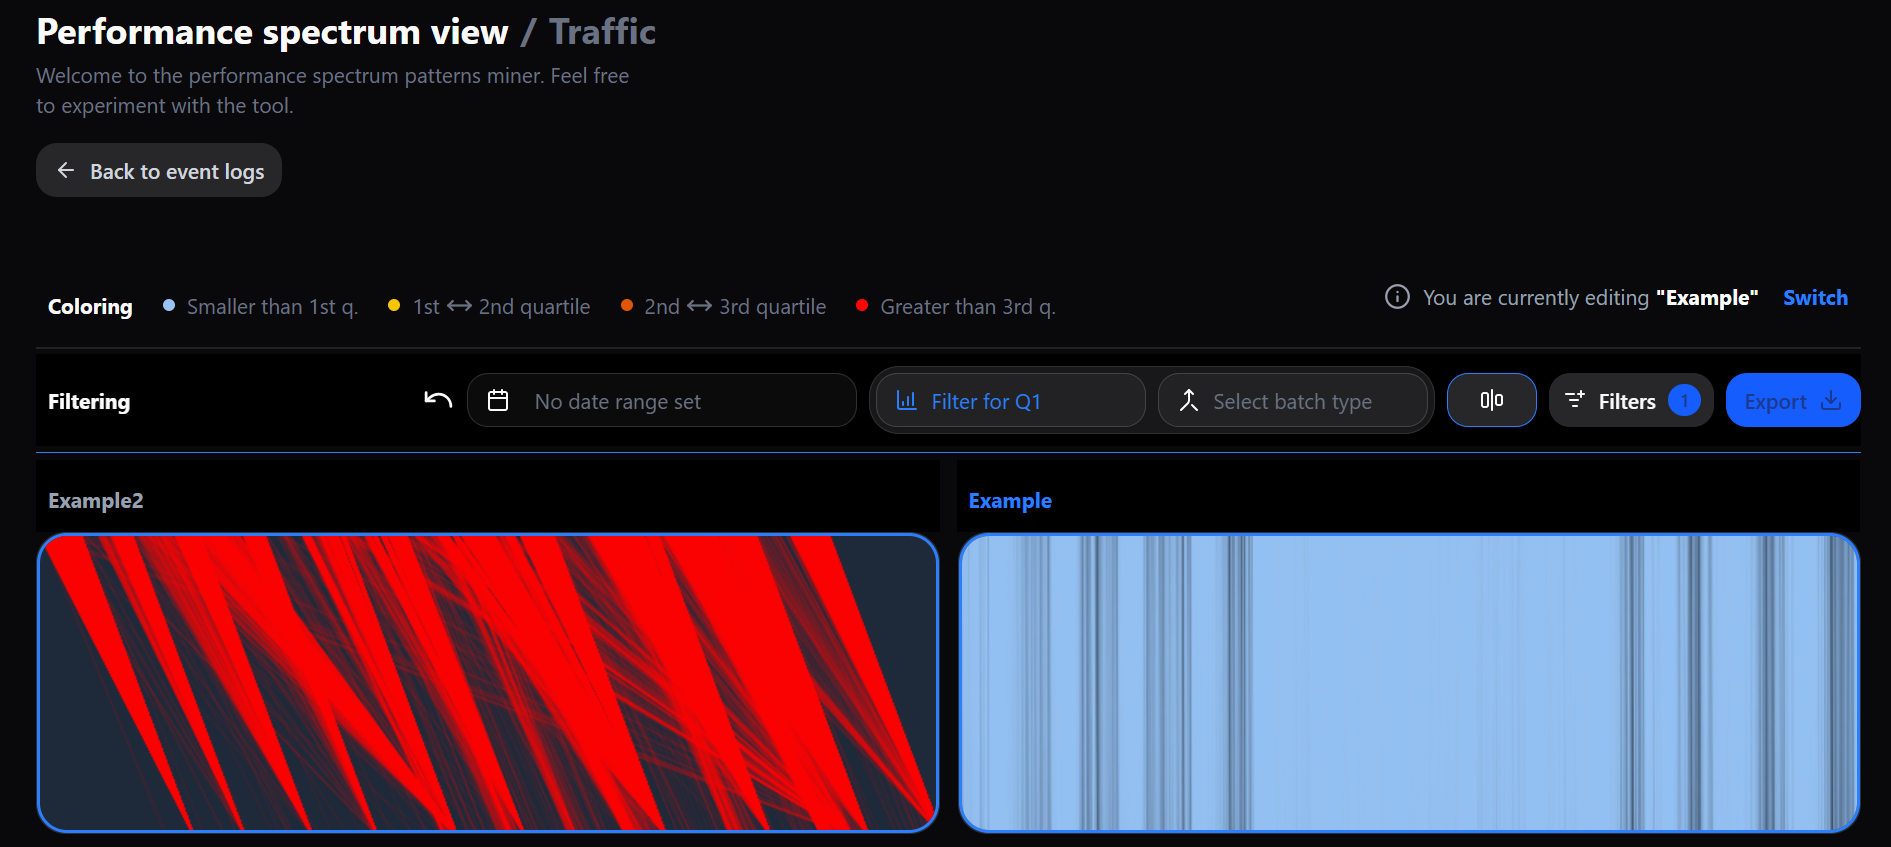 Performance spectrum view / Traffic
Welcome to the performance spectrum patterns miner. Feel free
to experiment with the tool.
Back to event logs
Coloring Smaller than 1st q. 1st ↔ 2nd quartile 2nd ↔ 3rd quartile Greater than 3rd q. You are currently editing "Example" Switch
Filtering No date range set Filter for Q1 Select batch type Filters 1 Export
Example2 Example